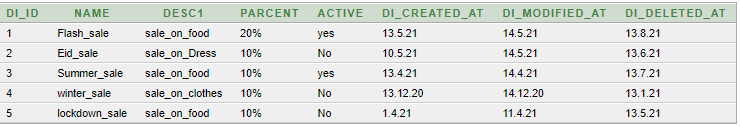 DI_ID NAME DESC1 PARCENT ACTIVE DI_CREATED_AT DI_MODIFIED_AT DI_DELETED_AT
1 Flash_sale sale_on_food 20% yes 13.5.21 14.5.21 13.8.21
2 Eid_sale sale_on_Dress 10% No 10.5.21 15.5.21 13.6.21
3 Summer_sale sale_on_food 10% yes 13.4.21 14.4.21 13.7.21
4 winter_sale sale_on_clothes 10% No 13.12.20 14.12.20 13.1.21
5 lockdown_sale sale_on_food 10% No 1.4.21 11.4.21 13.5.21